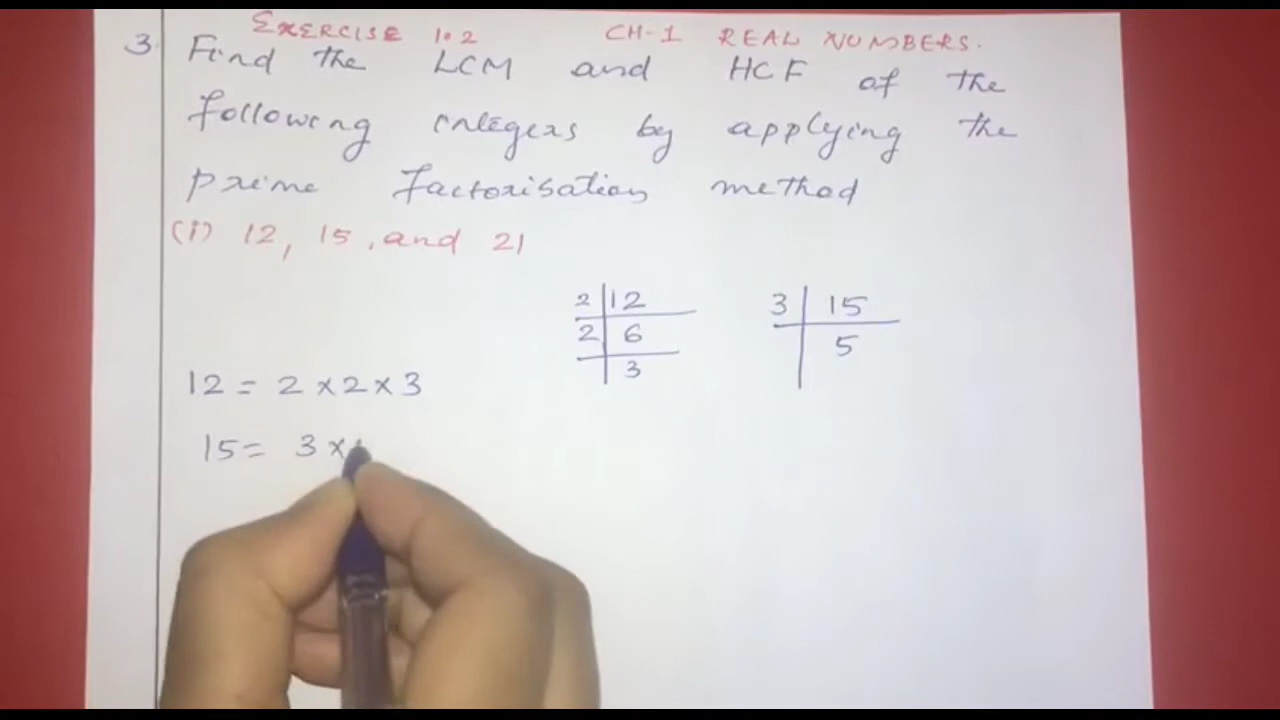 EXERCISE 1.2 CH-1 REAL NUMBERS.
3. Find the LCM and HCF of the
following integers by applying the
prime factorisation method
(i) 12, 15, and 21
2 | 12 3 | 15
2 | 6 5
3
12 = 2 × 2 × 3
15 = 3 ×